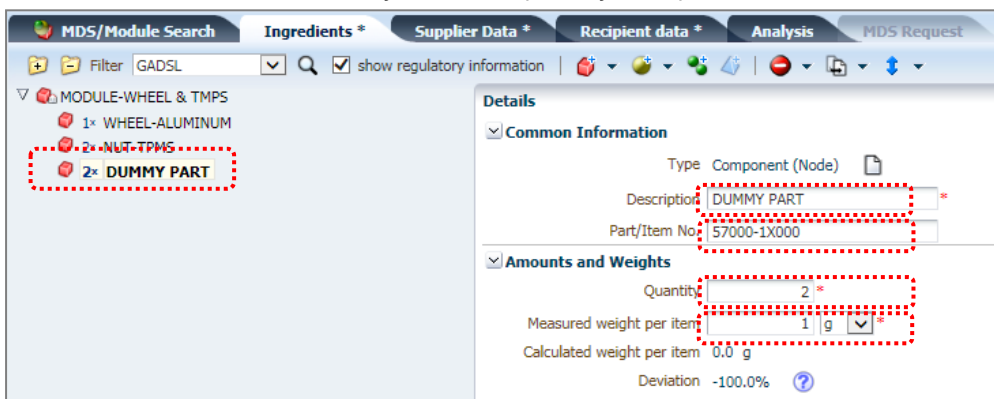 MDS/Module Search Ingredients * Supplier Data * Recipient data * Analysis MDS Request
Filter GADSL show regulatory information
MODULE-WHEEL & TMPS
1× WHEEL-ALUMINUM
2× NUT-TPMS
2× DUMMY PART
Details
Common Information
Type Component (Node)
Description DUMMY PART *
Part/Item No. 57000-1X000
Amounts and Weights
Quantity 2 *
Measured weight per item 1 g *
Calculated weight per item 0.0 g
Deviation -100.0% ?